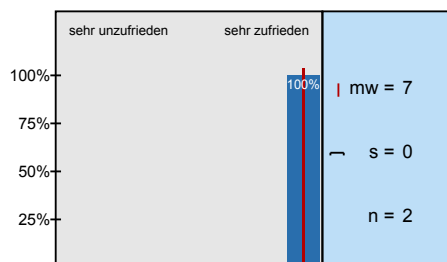 sehr unzufrieden sehr zufrieden
100%
100%
mw = 7
75%
50%
s = 0
25%
n = 2